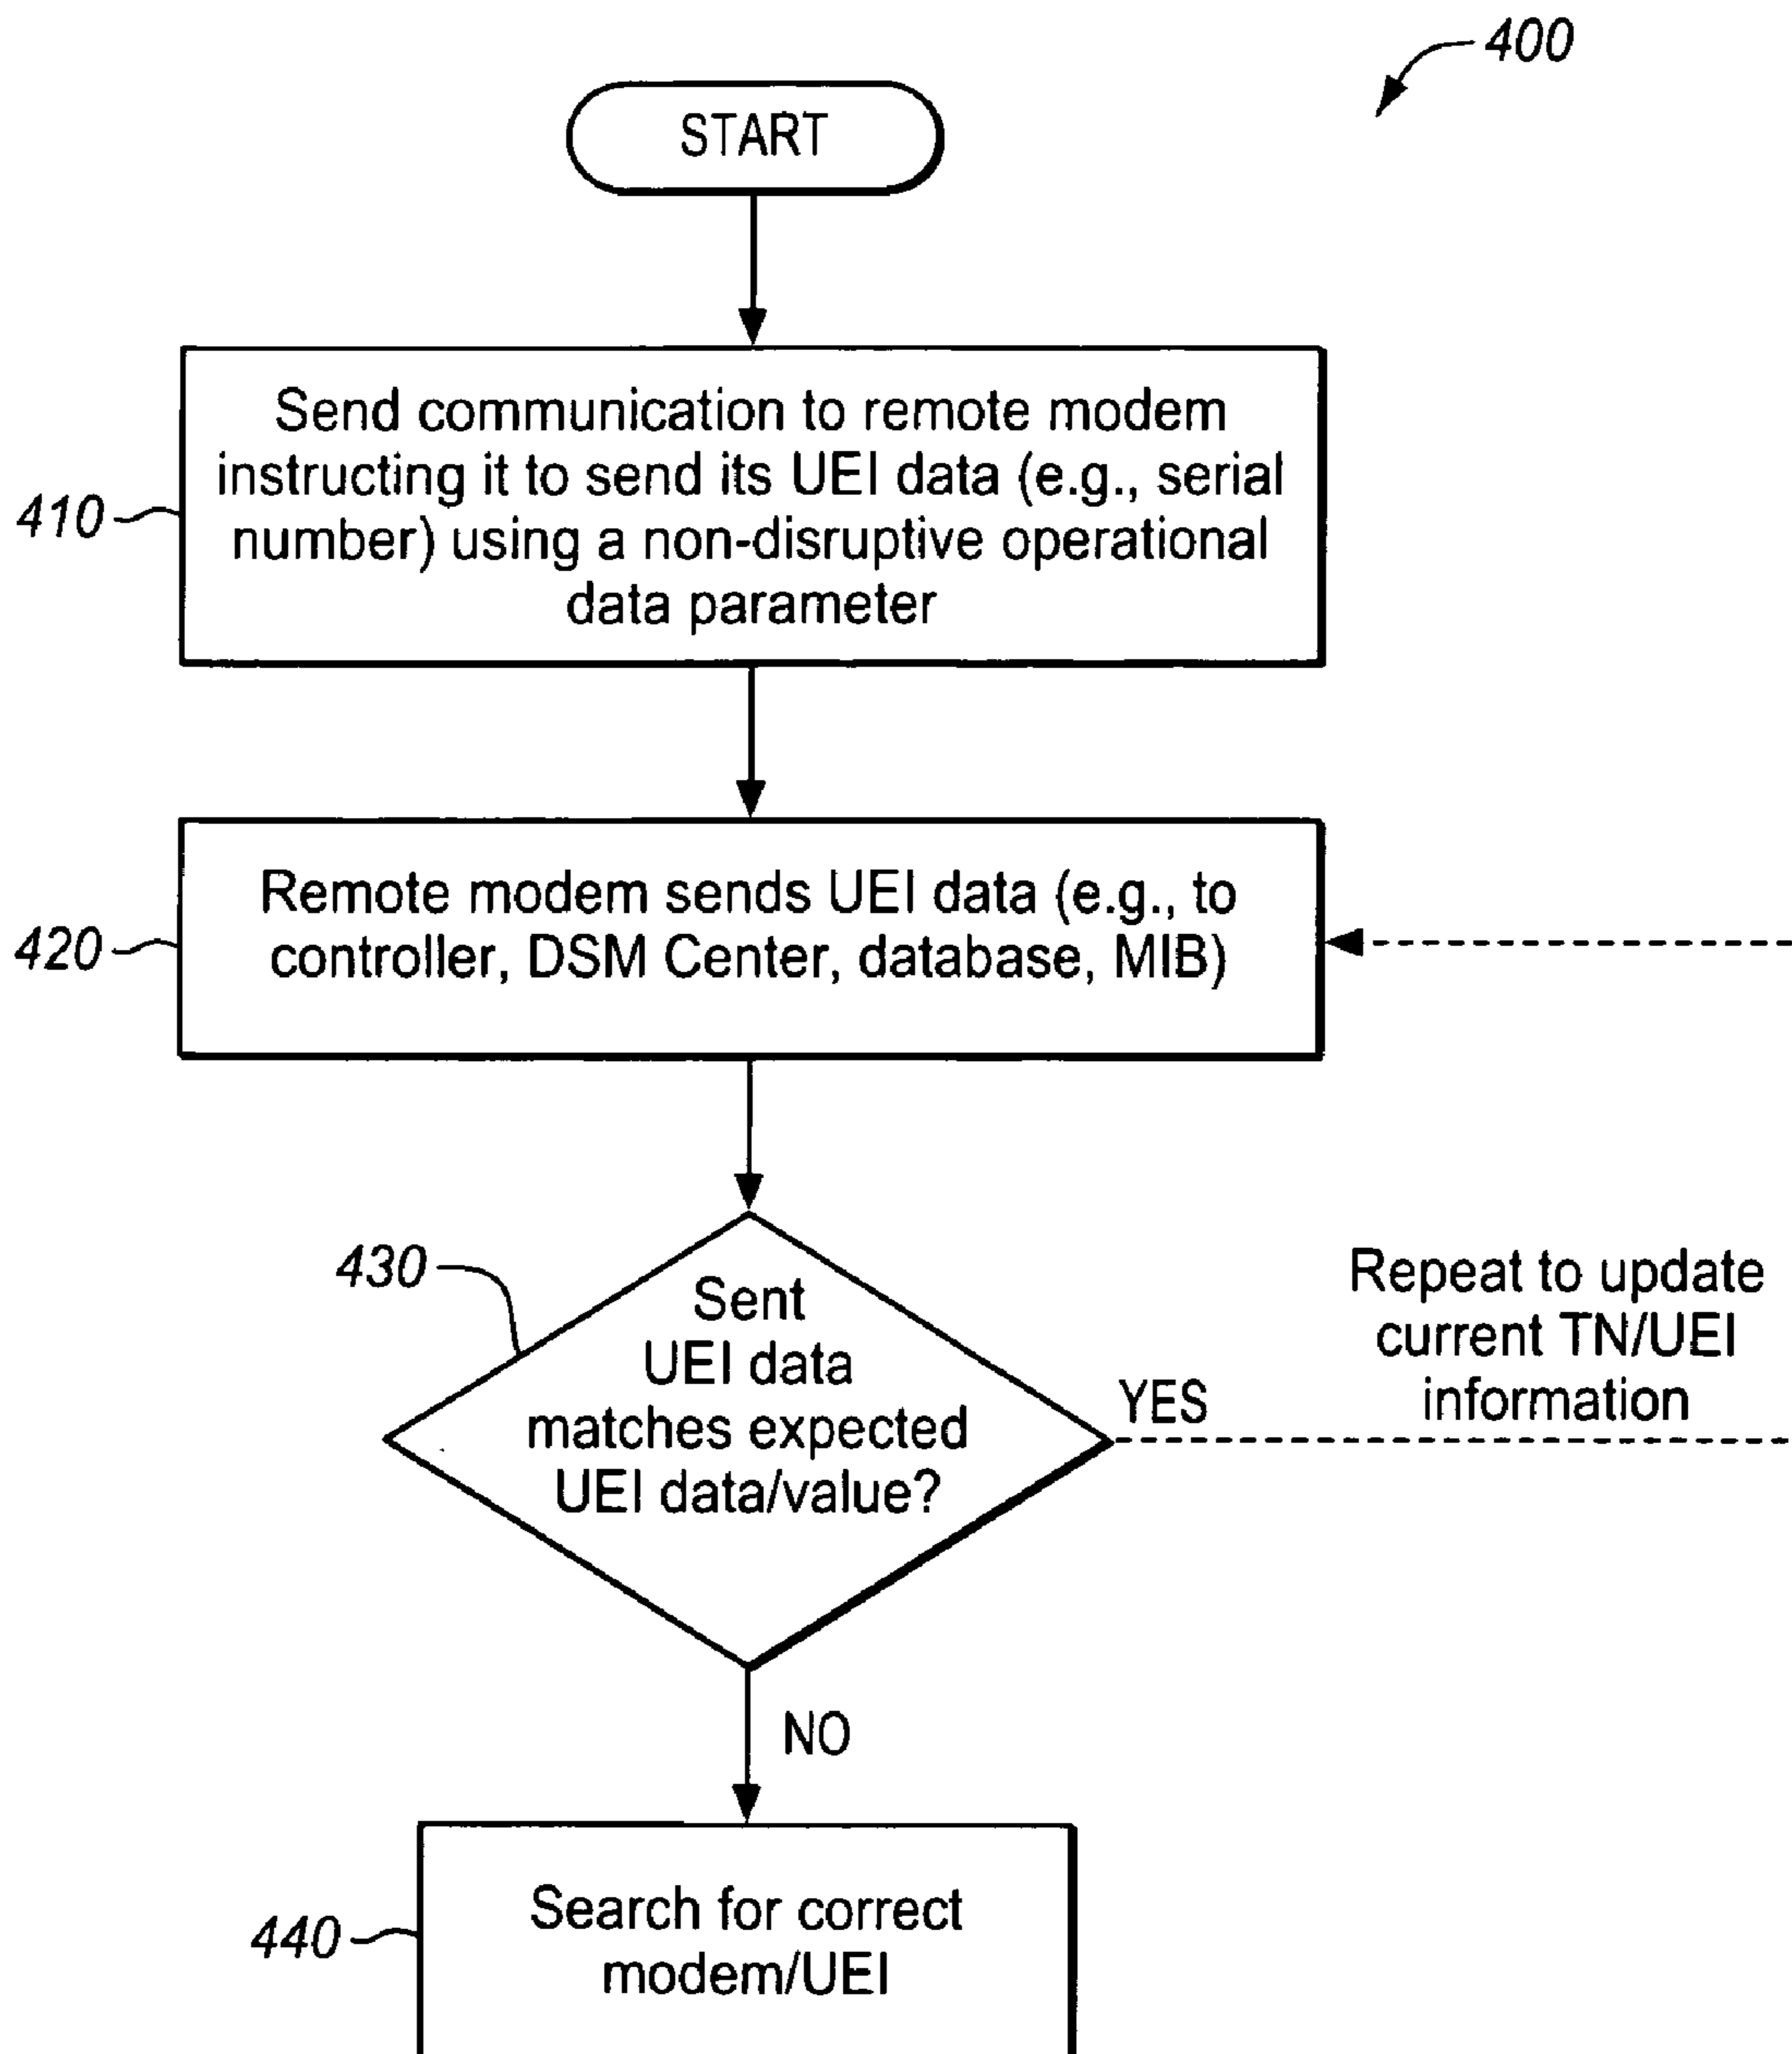 400
START
410
Send communication to remote modem
instructing it to send its UEI data (e.g., serial
number) using a non-disruptive operational
data parameter
420
Remote modem sends UEI data (e.g., to
controller, DSM Center, database, MIB)
430
Sent
UEI data
matches expected
UEI data/value?
YES
Repeat to update
current TN/UEI
information
NO
440
Search for correct
modem/UEI